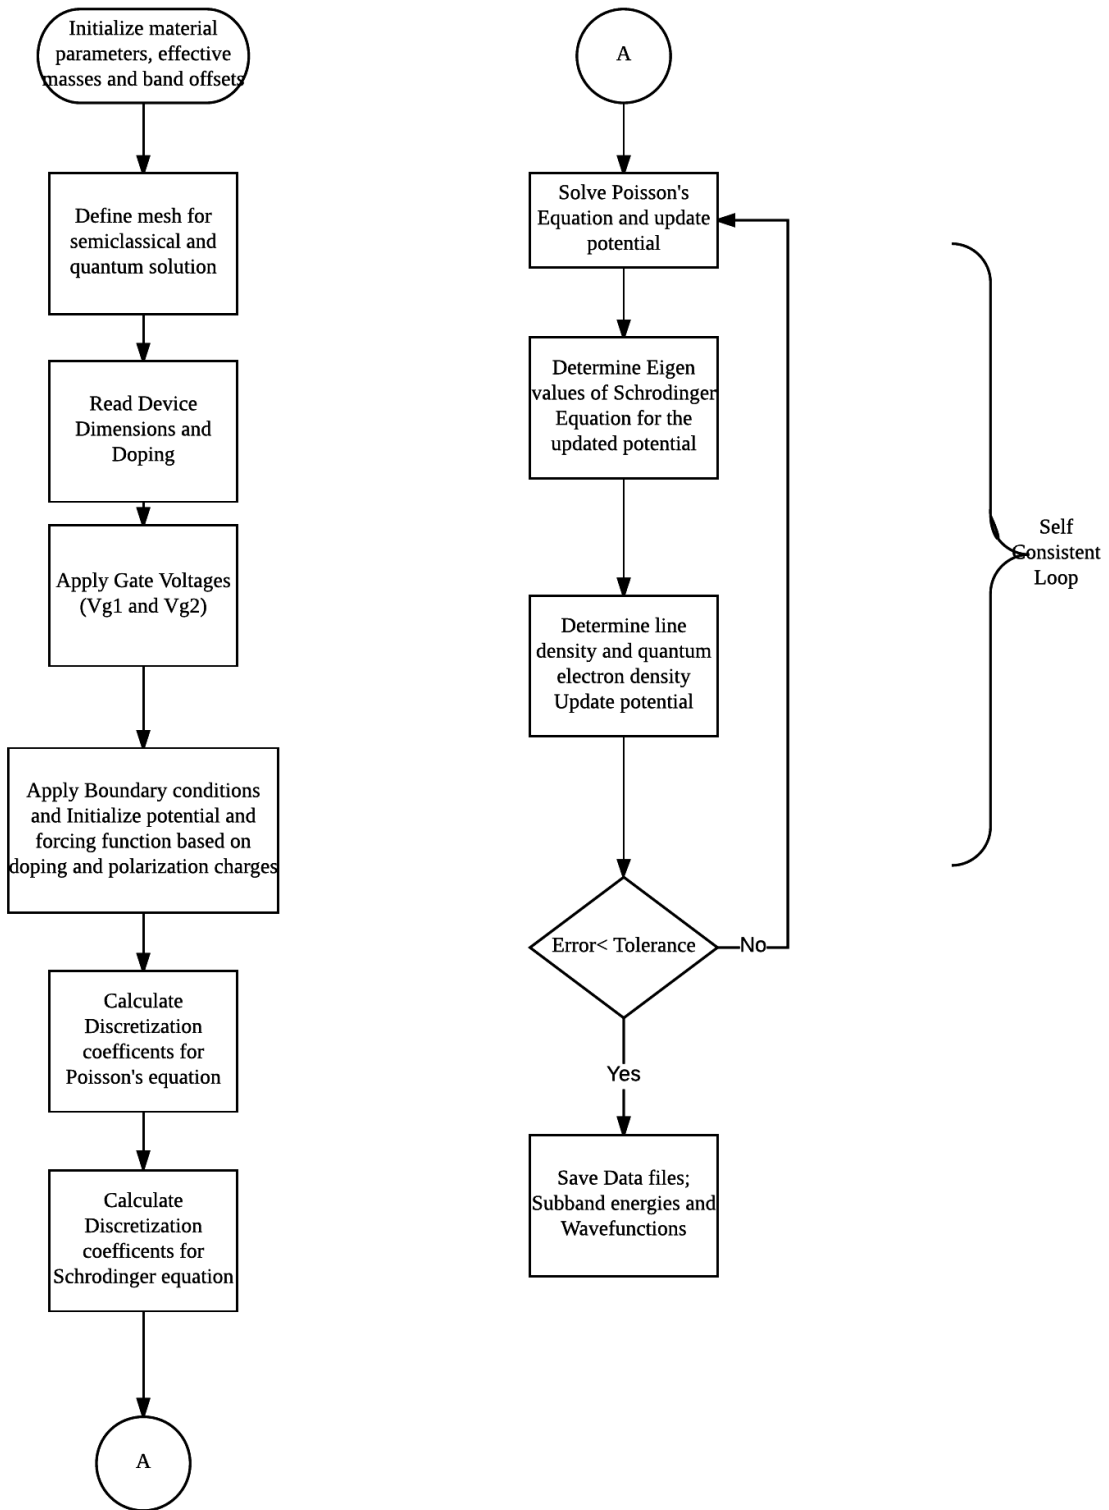 Initialize material
parameters, effective
masses and band offsets
Define mesh for
semiclassical and
quantum solution
Read Device
Dimensions and
Doping
Apply Gate Voltages
(Vg1 and Vg2)
Apply Boundary conditions
and Initialize potential and
forcing function based on
doping and polarization charges
Calculate
Discretization
coefficents for
Poisson's equation
Calculate
Discretization
coefficents for
Schrodinger equation
A
A
Solve Poisson's
Equation and update
potential
Determine Eigen
values of Schrodinger
Equation for the
updated potential
Determine line
density and quantum
electron density
Update potential
Error< Tolerance
No
Yes
Save Data files;
Subband energies and
Wavefunctions
Self
Consistent
Loop